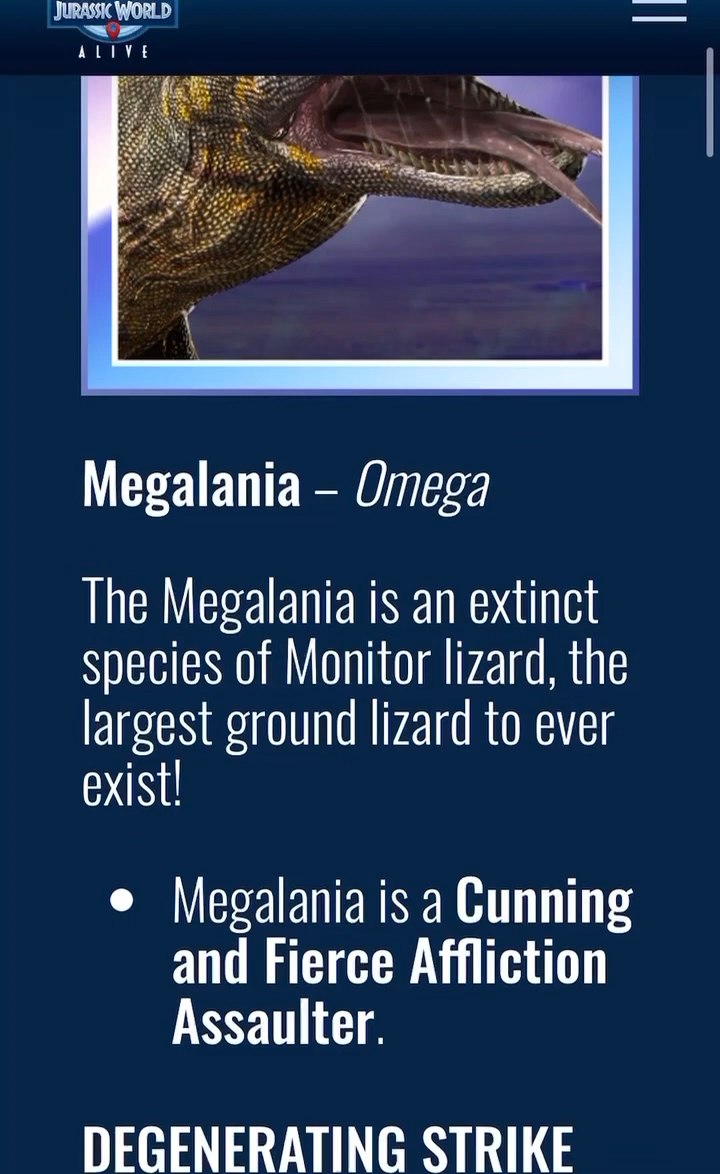 JURASSIC WORLD
ALIVE
Megalania – Omega
The Megalania is an extinct
species of Monitor lizard, the
largest ground lizard to ever
exist!
• Megalania is a Cunning
and Fierce Affliction
Assaulter.
DEGENERATING STRIKE